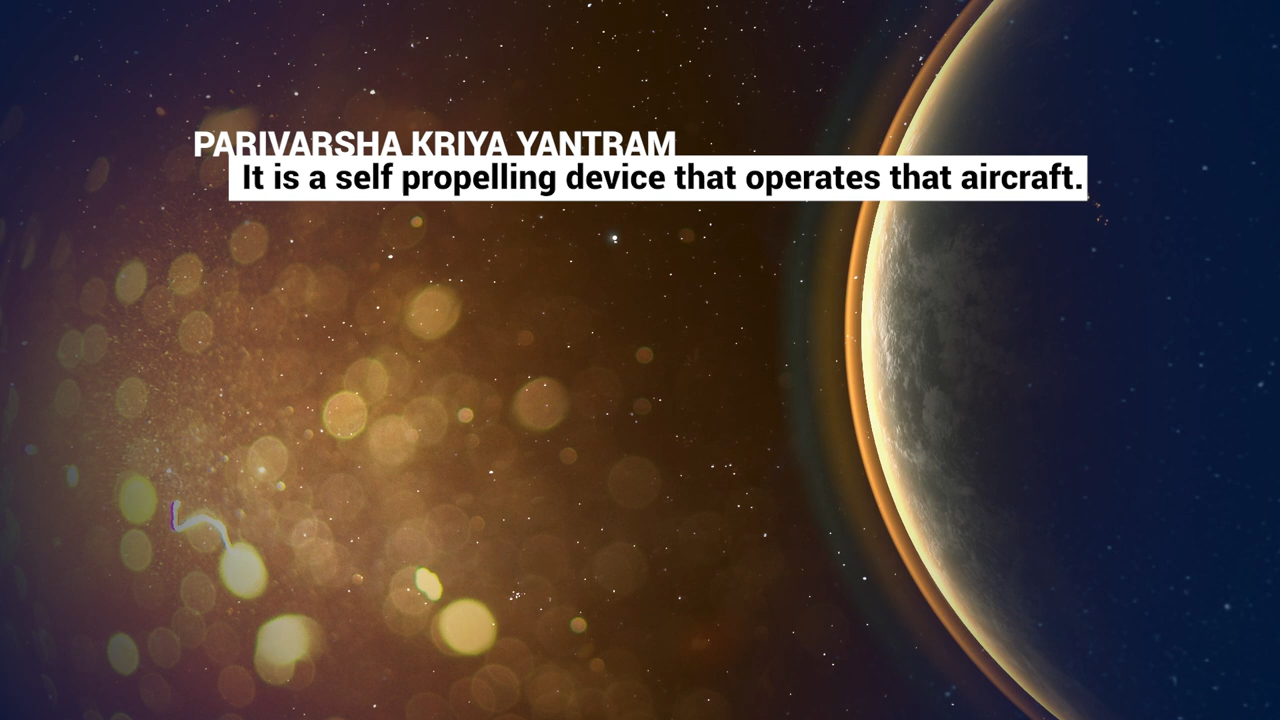 PARIVARSHA KRIYA YANTRAM
It is a self propelling device that operates that aircraft.